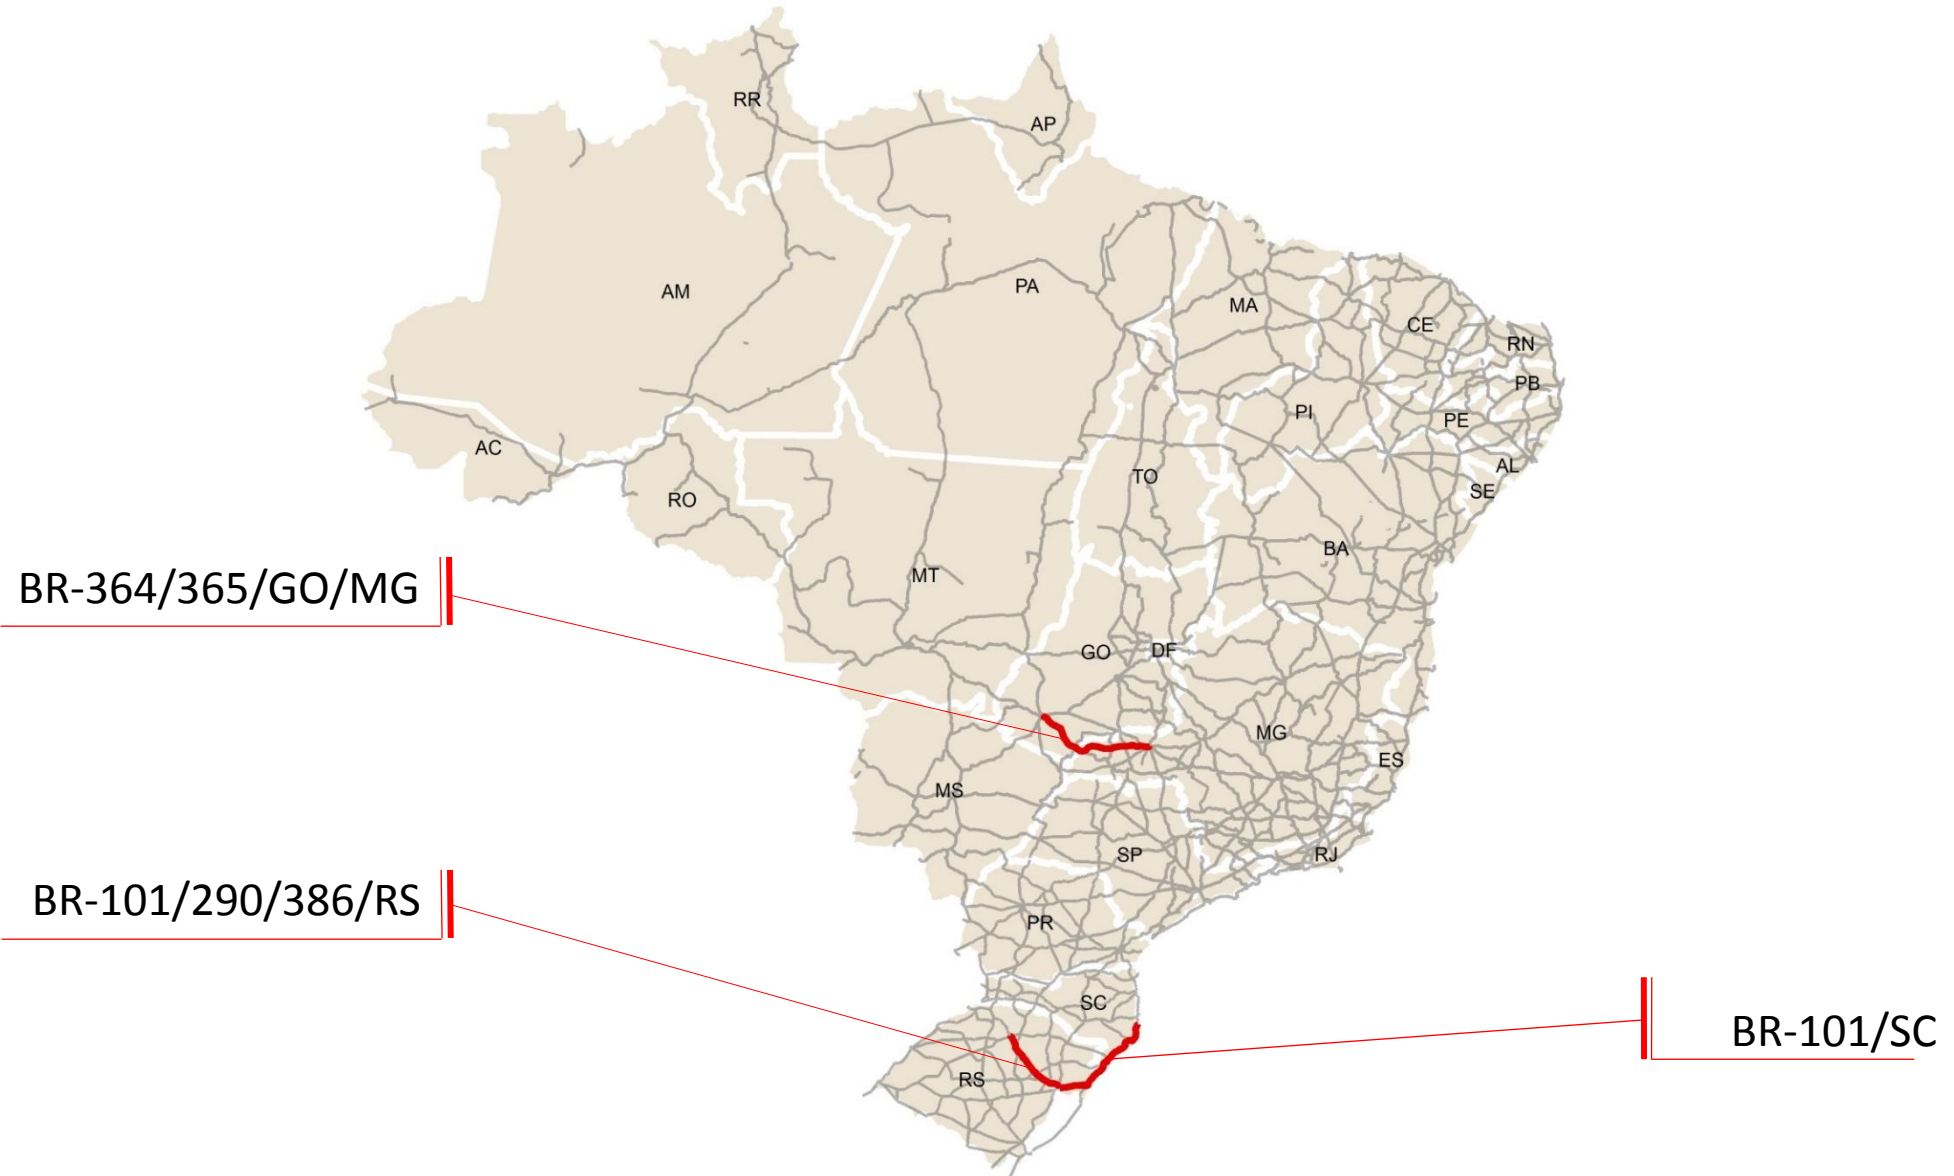 RR
AP
AM
PA
MA
CE
RN
PB
PI
PE
AC
AL
TO
SE
RO
BA
MT
BR-364/365/GO/MG
GO
DF
MG
ES
MS
SP
RJ
BR-101/290/386/RS
PR
SC
BR-101/SC
RS